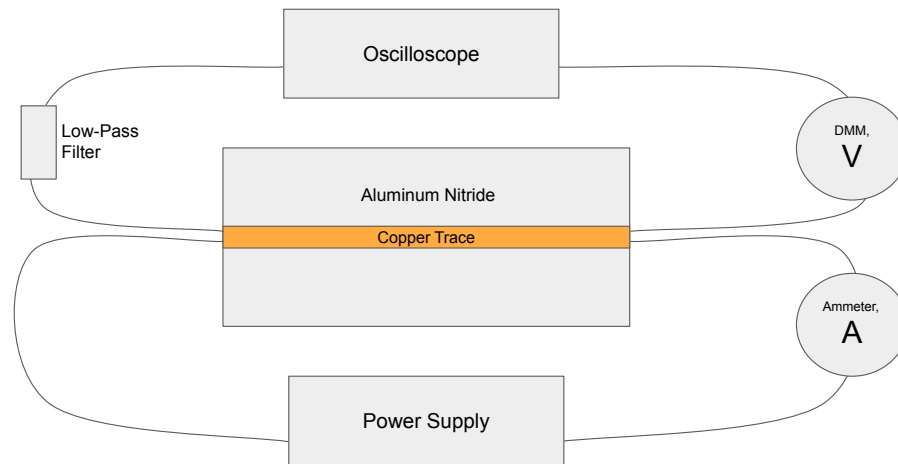 Oscilloscope
Low-Pass
Filter
DMM,
V
Aluminum Nitride
Copper Trace
Ammeter,
A
Power Supply